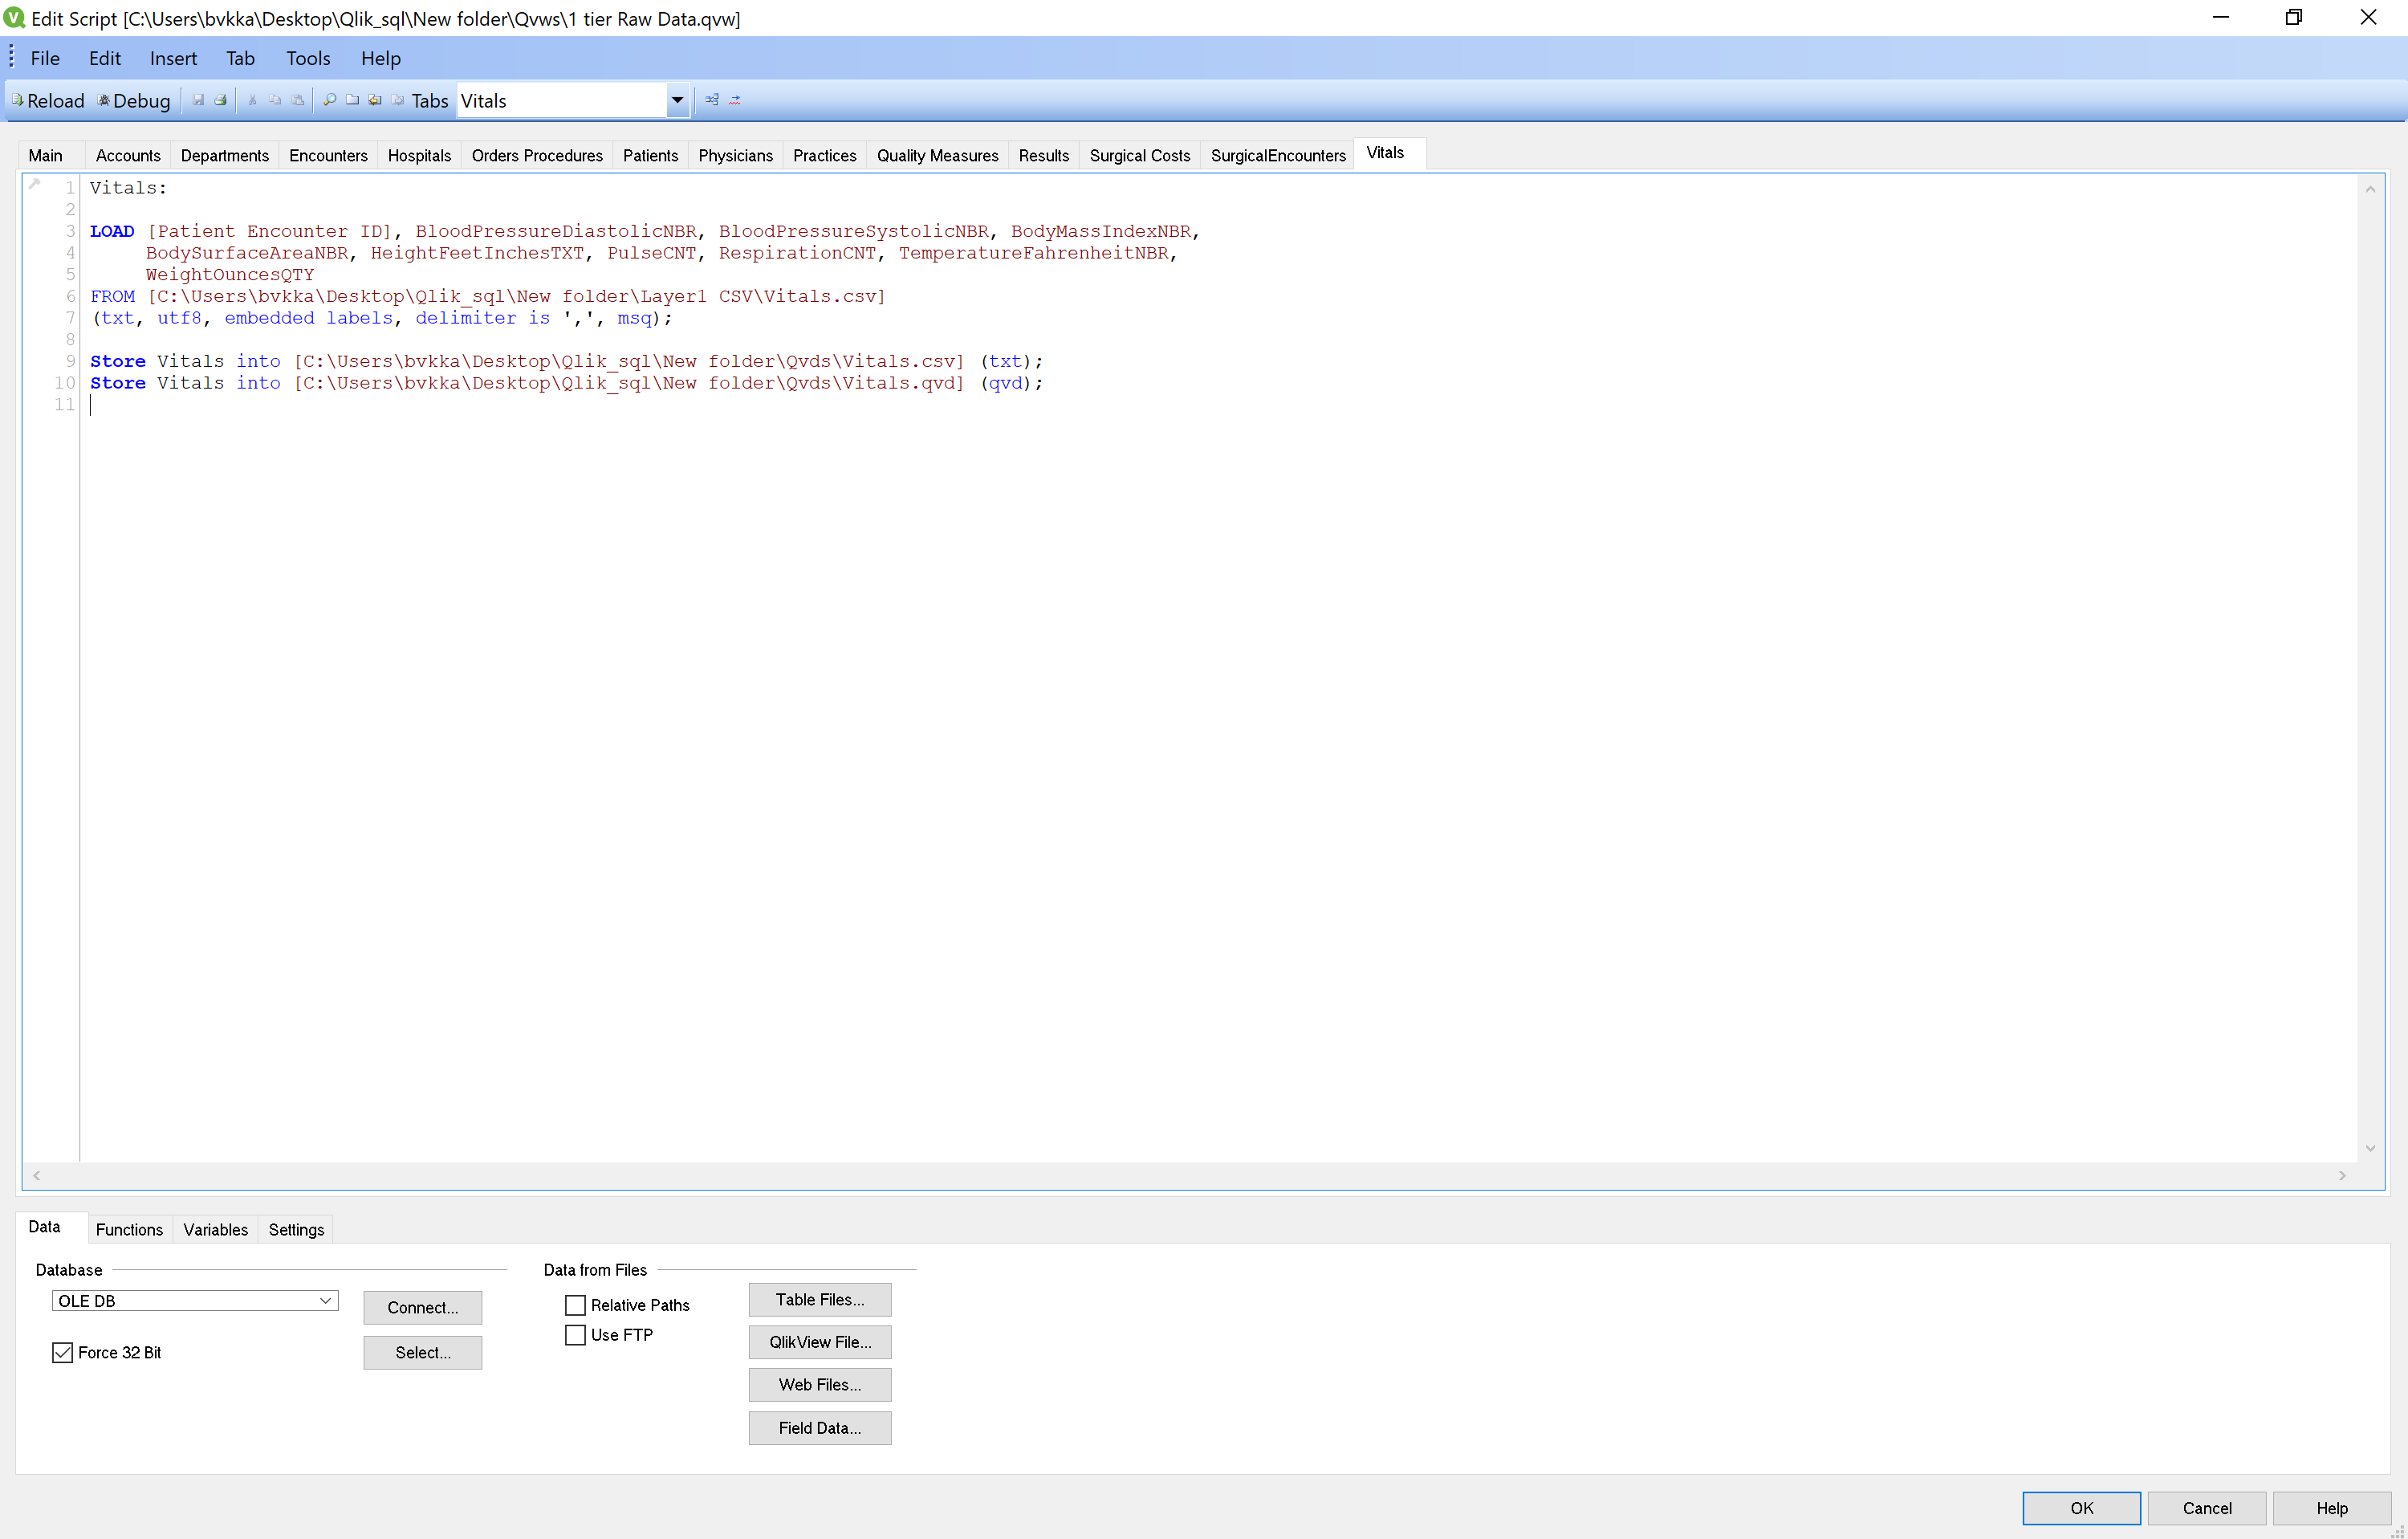 Edit Script [C:\Users\bvkka\Desktop\Qlik_sql\New folder\Qvws\1 tier Raw Data.qvw]
File Edit Insert Tab Tools Help
Reload Debug Tabs Vitals
Main Accounts Departments Encounters Hospitals Orders Procedures Patients Physicians Practices Quality Measures Results Surgical Costs SurgicalEncounters Vitals
1 Vitals:
2
3 LOAD [Patient Encounter ID], BloodPressureDiastolicNBR, BloodPressureSystolicNBR, BodyMassIndexNBR,
4 BodySurfaceAreaNBR, HeightFeetInchesTXT, PulseCNT, RespirationCNT, TemperatureFahrenheitNBR,
5 WeightOuncesQTY
6 FROM [C:\Users\bvkka\Desktop\Qlik_sql\New folder\Layer1 CSV\Vitals.csv]
7 (txt, utf8, embedded labels, delimiter is ',', msq);
8
9 Store Vitals into [C:\Users\bvkka\Desktop\Qlik_sql\New folder\Qvds\Vitals.csv] (txt);
10 Store Vitals into [C:\Users\bvkka\Desktop\Qlik_sql\New folder\Qvds\Vitals.qvd] (qvd);
11
Data Functions Variables Settings
Database
OLE DB
Connect...
Force 32 Bit
Select...
Data from Files
Relative Paths
Use FTP
Table Files...
QlikView File...
Web Files...
Field Data...
OK Cancel Help